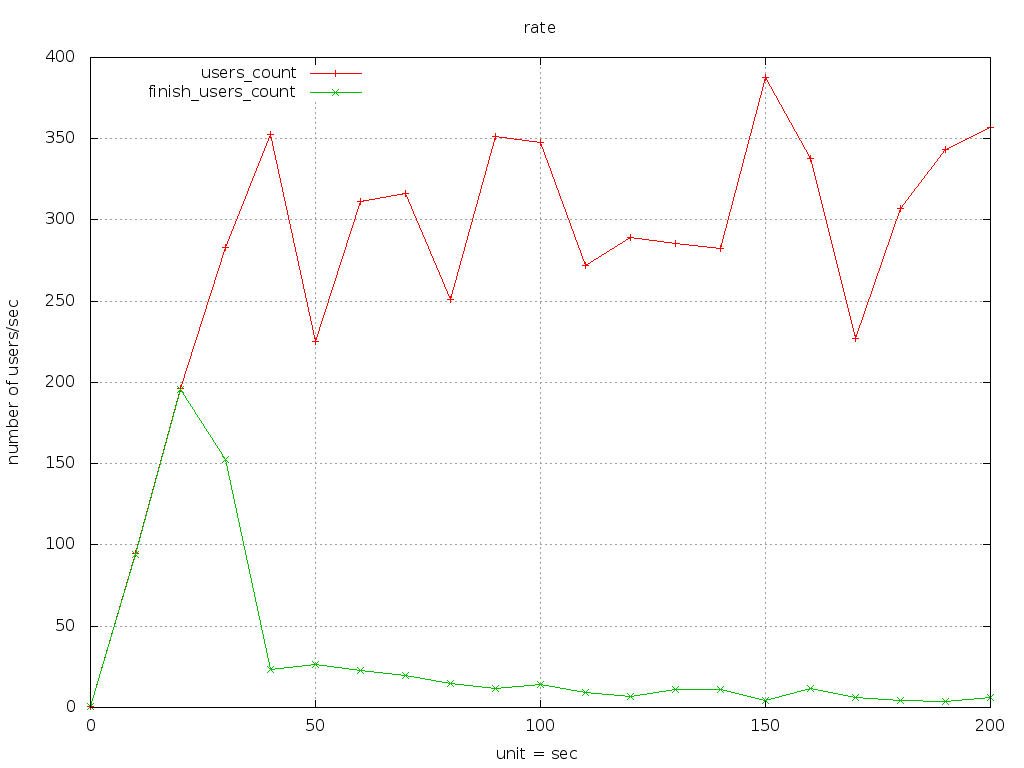 rate
users_count
finish_users_count
400
350
300
250
200
150
100
50
0
number of users/sec
0 50 100 150 200
unit = sec